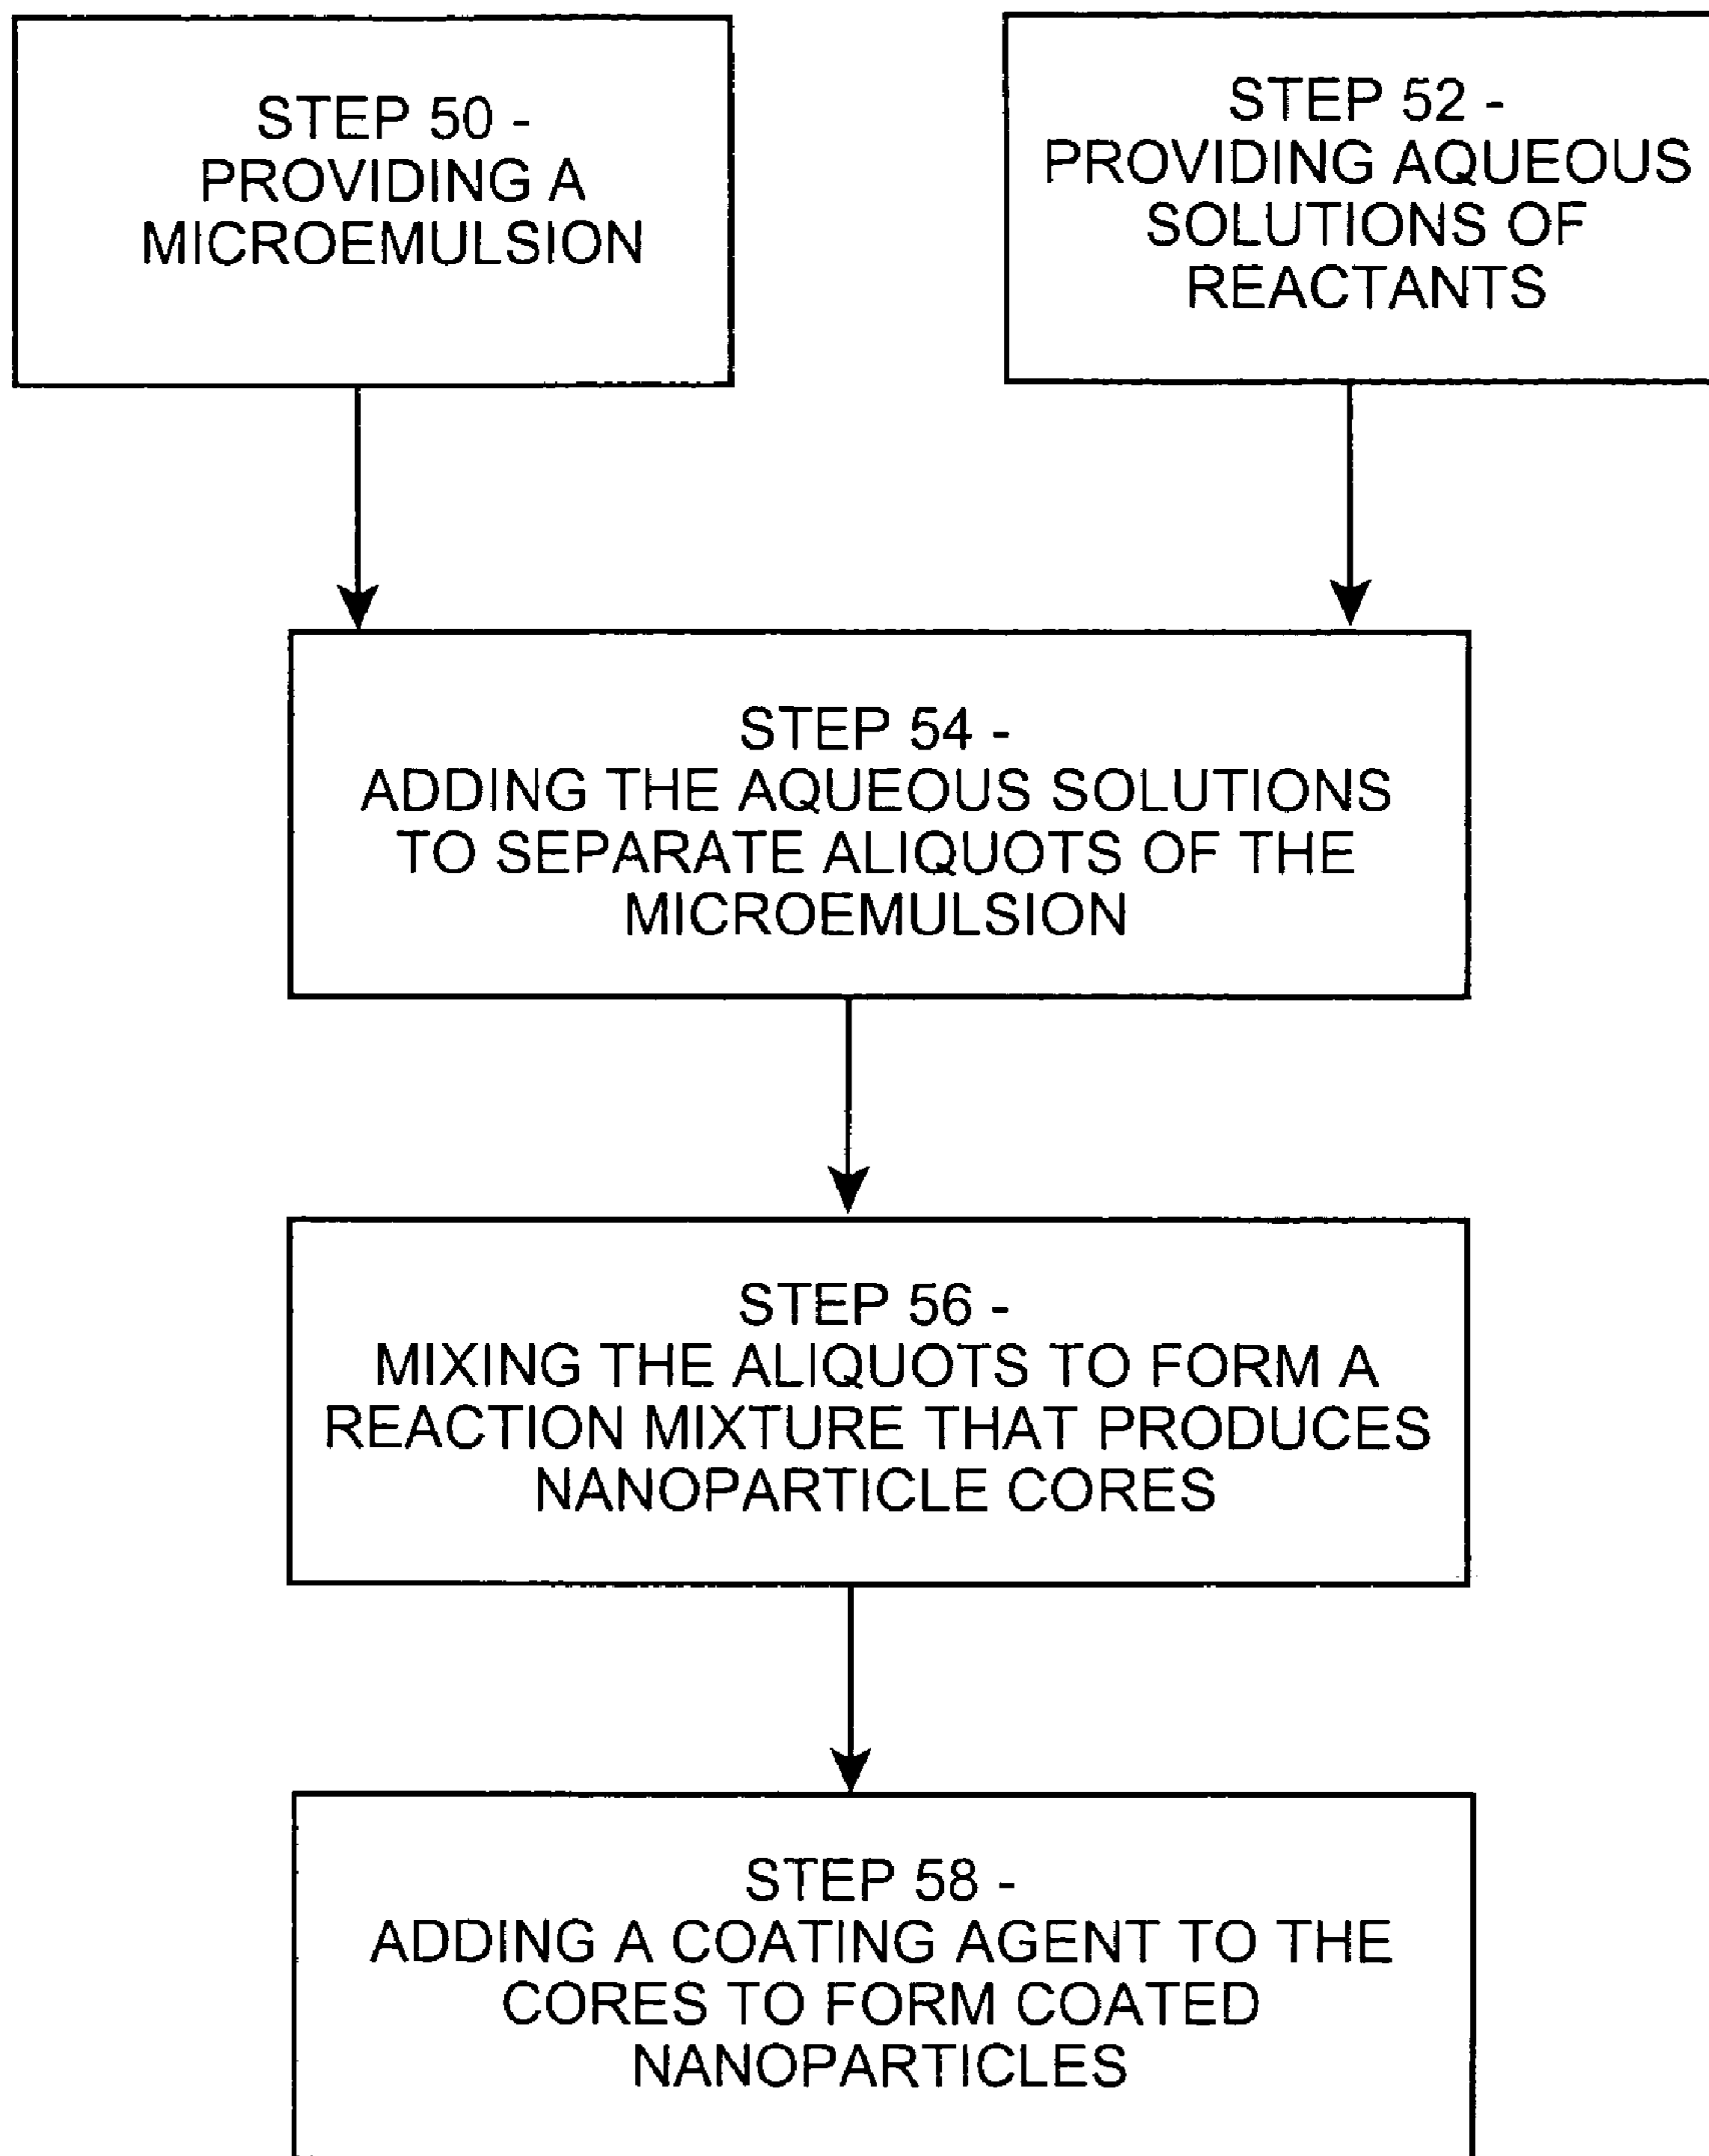 STEP 50 -
PROVIDING A
MICROEMULSION
STEP 52 -
PROVIDING AQUEOUS
SOLUTIONS OF
REACTANTS
STEP 54 -
ADDING THE AQUEOUS SOLUTIONS
TO SEPARATE ALIQUOTS OF THE
MICROEMULSION
STEP 56 -
MIXING THE ALIQUOTS TO FORM A
REACTION MIXTURE THAT PRODUCES
NANOPARTICLE CORES
STEP 58 -
ADDING A COATING AGENT TO THE
CORES TO FORM COATED
NANOPARTICLES